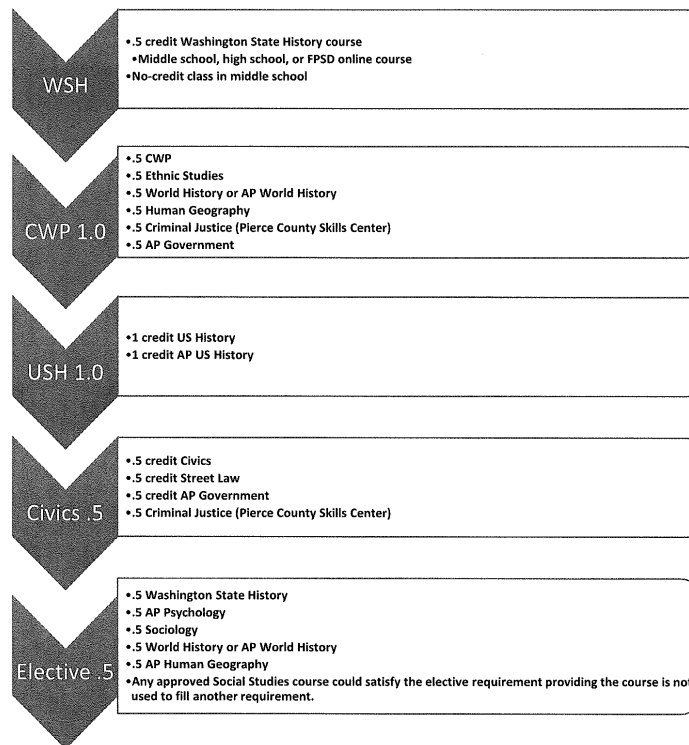 WSH
•.5 credit Washington State History course
•Middle school, high school, or FPSD online course
•No-credit class in middle school
CWP 1.0
•.5 CWP
•.5 Ethnic Studies
•.5 World History or AP World History
•.5 Human Geography
•.5 Criminal Justice (Pierce County Skills Center)
•.5 AP Government
USH 1.0
•1 credit US History
•1 credit AP US History
Civics .5
•.5 credit Civics
•.5 credit Street Law
•.5 credit AP Government
•.5 Criminal Justice (Pierce County Skills Center)
Elective .5
•.5 Washington State History
•.5 AP Psychology
•.5 Sociology
•.5 World History or AP World History
•.5 AP Human Geography
•Any approved Social Studies course could satisfy the elective requirement providing the course is not
used to fill another requirement.